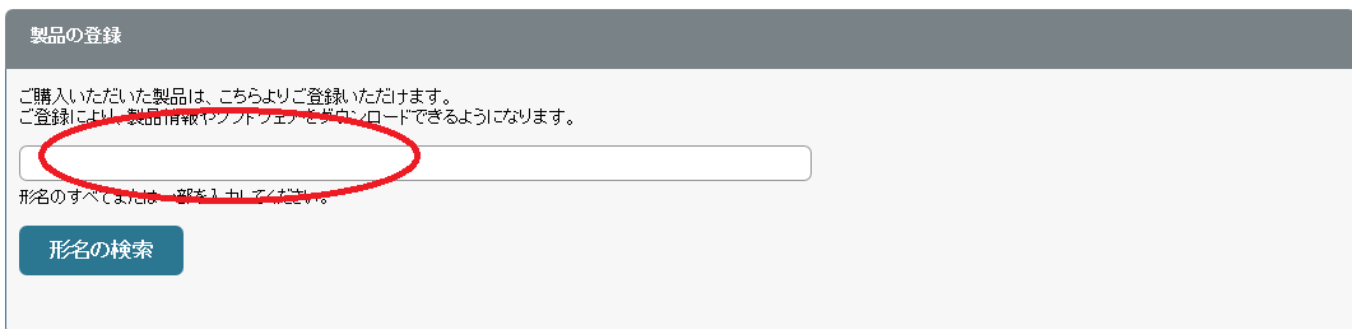 製品の登録
ご購入いただいた製品は、こちらよりご登録いただけます。
ご登録により、製品情報やソフトウェアをダウンロードできるようになります。
形名のすべてまたは一部を入力してください。
形名の検索